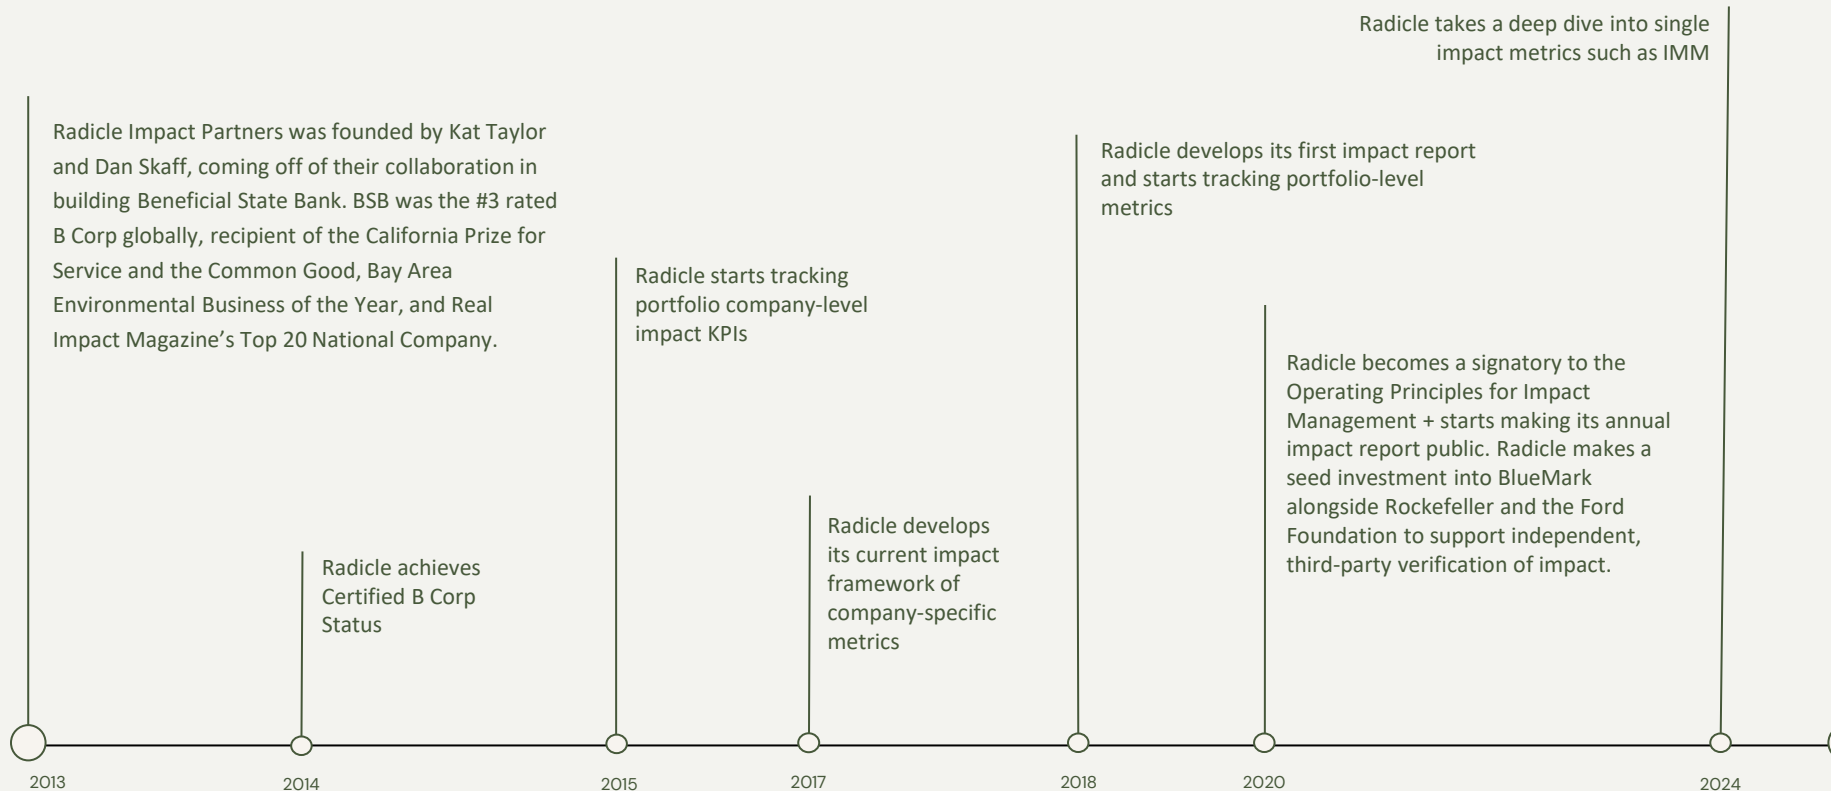 Radicle takes a deep dive into single
impact metrics such as IMM
Radicle Impact Partners was founded by Kat Taylor
and Dan Skaff, coming off of their collaboration in
building Beneficial State Bank. BSB was the #3 rated
B Corp globally, recipient of the California Prize for
Service and the Common Good, Bay Area
Environmental Business of the Year, and Real
Impact Magazine’s Top 20 National Company.
Radicle achieves
Certified B Corp
Status
Radicle starts tracking
portfolio company-level
impact KPIs
Radicle develops
its current impact
framework of
company-specific
metrics
Radicle develops its first impact report
and starts tracking portfolio-level
metrics
Radicle becomes a signatory to the
Operating Principles for Impact
Management + starts making its annual
impact report public. Radicle makes a
seed investment into BlueMark
alongside Rockefeller and the Ford
Foundation to support independent,
third-party verification of impact.
2013
2014
2015
2017
2018
2020
2024